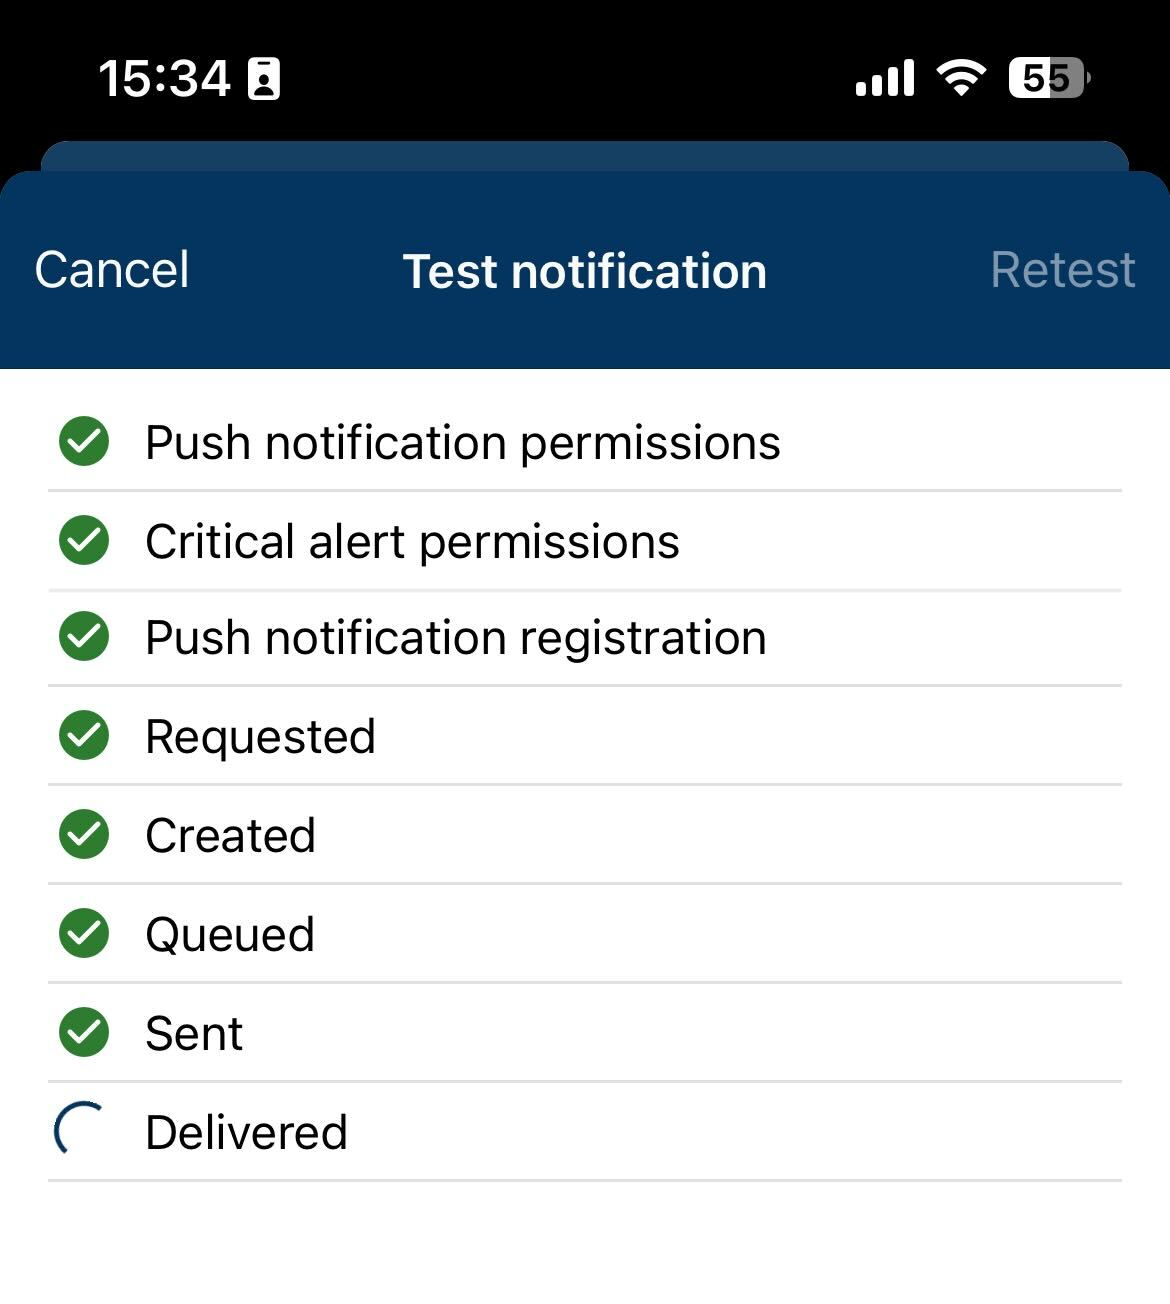 15:34
55
Cancel
Test notification
Retest
Push notification permissions
Critical alert permissions
Push notification registration
Requested
Created
Queued
Sent
Delivered